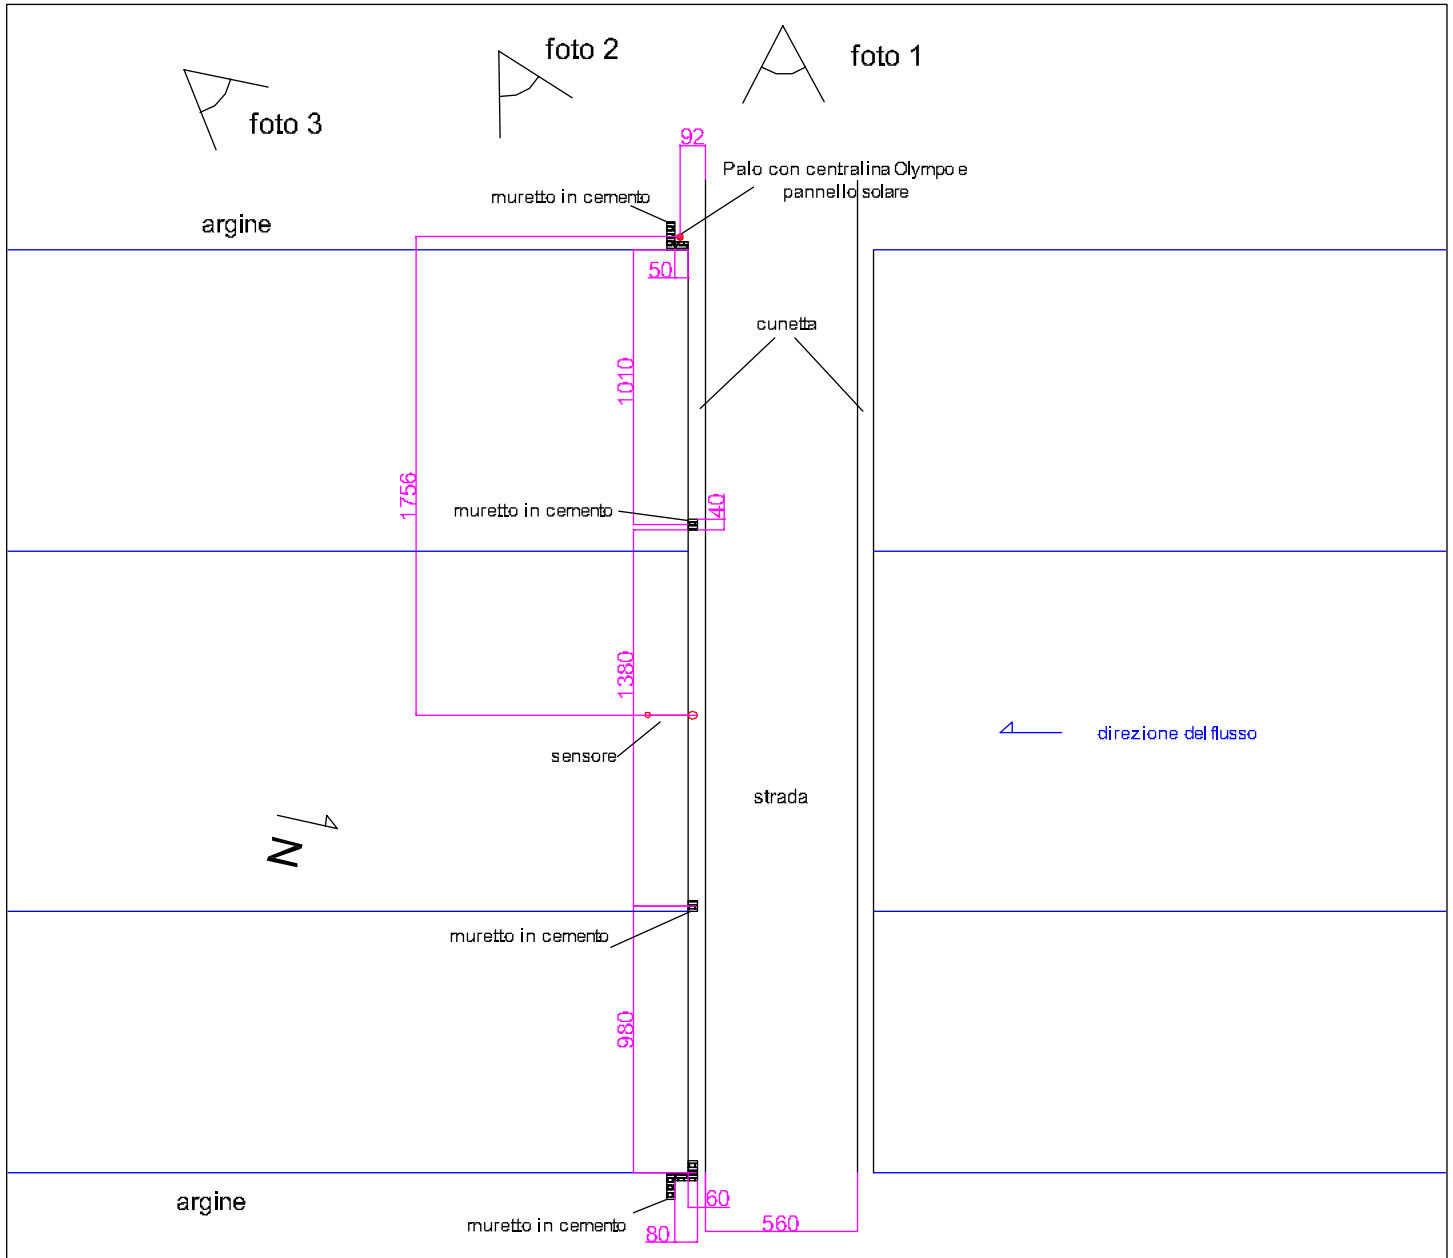 foto 2
foto 1
foto 3
92
Palo con centralina Olympo e
pannello solare
muretto in cemento
argine
50
cunetta
1010
1756
40
muretto in cemento
1380
direzione del flusso
sensore
strada
N
muretto in cemento
980
argine
60
muretto in cemento
80
560